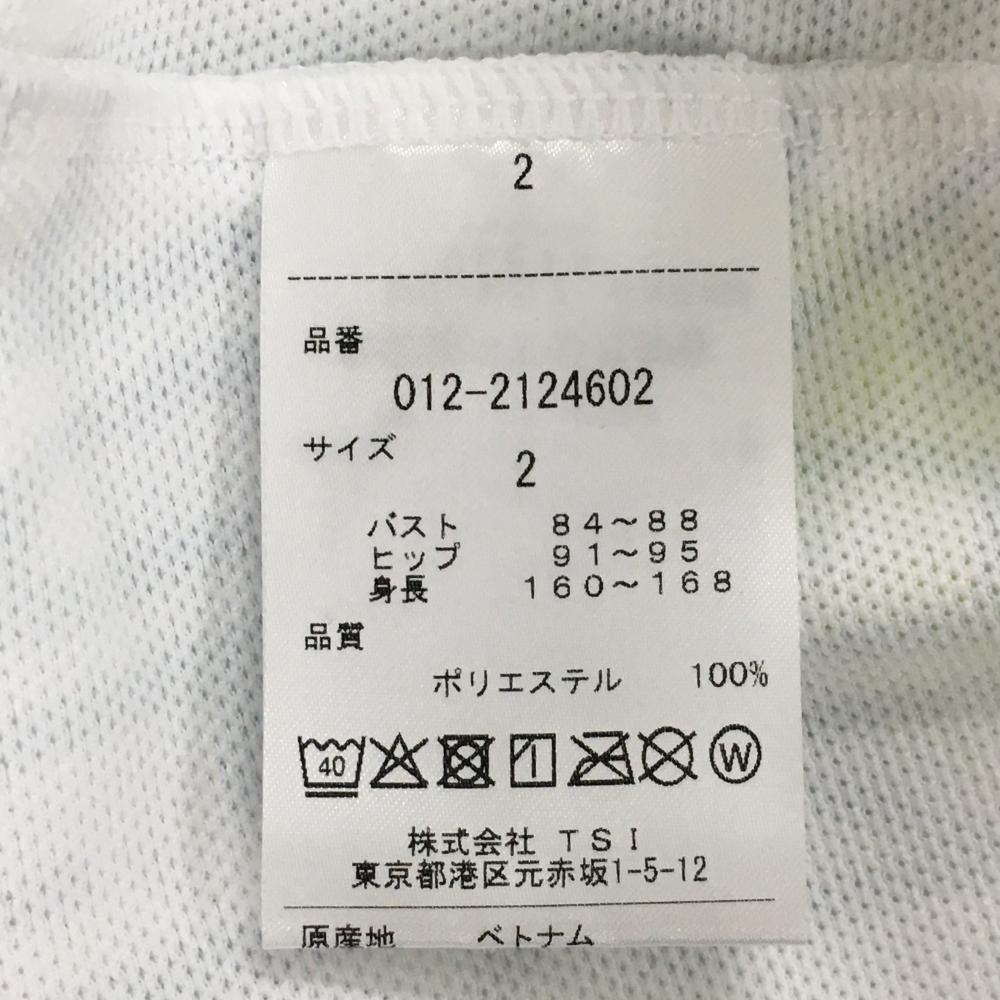 2
品番
012-2124602
サイズ
2
バスト 84～88
ヒップ 91～95
身長 160～168
品質
ポリエステル 100%
40 W
株式会社 TSI
東京都港区元赤坂1-5-12
原産地 ベトナム